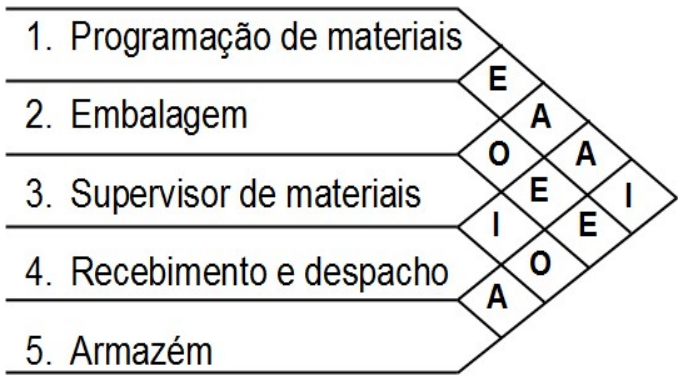 1. Programação de materiais
E
A
2. Embalagem
O
A
E
I
3. Supervisor de materiais
I
E
O
4. Recebimento e despacho
A
5. Armazém